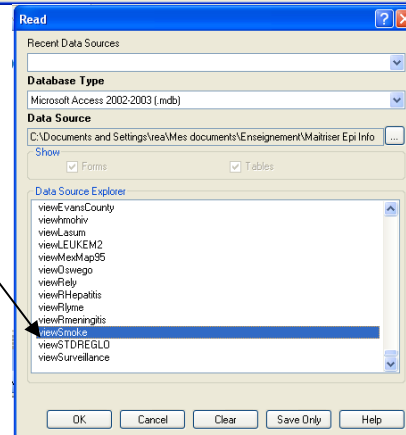 Read
Recent Data Sources
Database Type
Microsoft Access 2002-2003 (.mdb)
Data Source
C:\Documents and Settings\rea\Mes documents\Enseignement\Maitriser Epi Info ...
Show
Forms Tables
Data Source Explorer
viewEvansCounty
viewhmohiv
viewLasum
viewLEUKEM2
viewMexMap95
viewOswego
viewRely
viewRHepatitis
viewRlyme
viewRmeningitis
viewSmoke
viewSTDREGLO
viewSurveillance
OK Cancel Clear Save Only Help